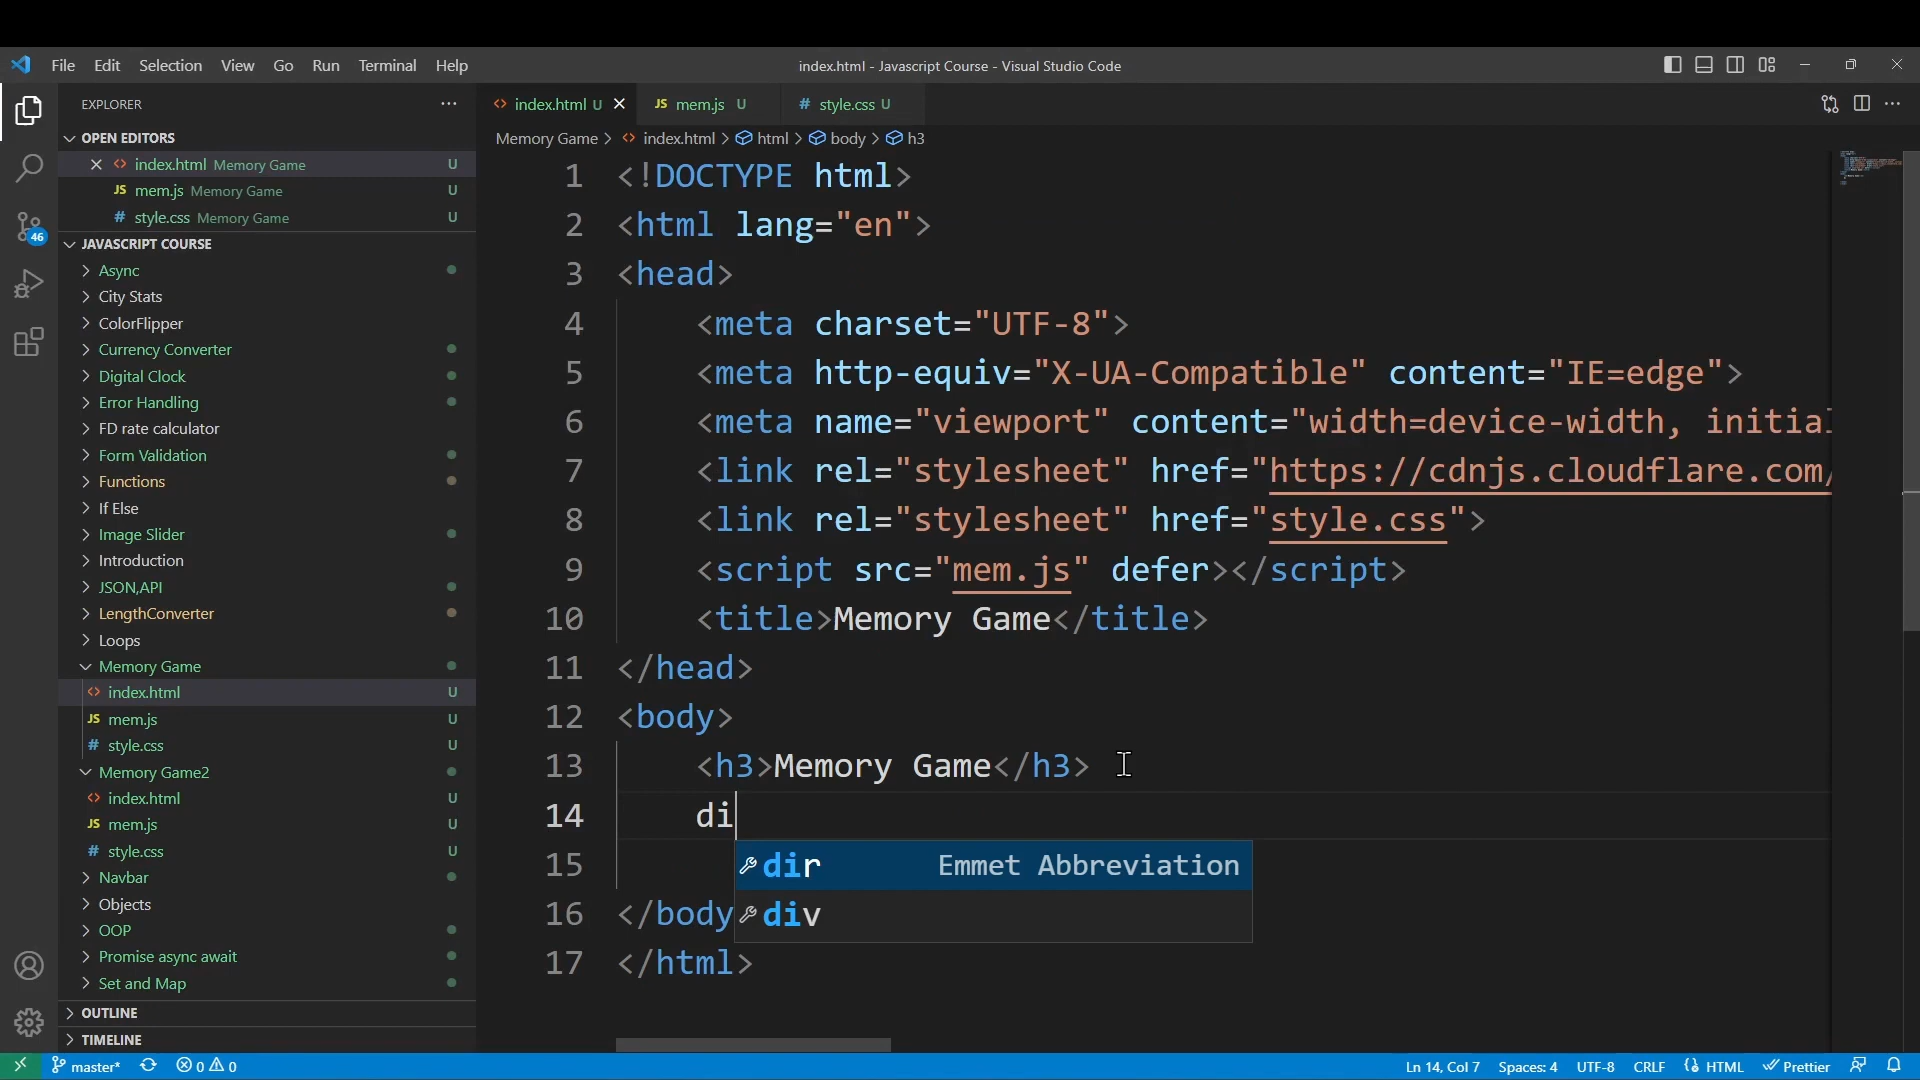 File Edit Selection View Go Run Terminal Help
index.html - Javascript Course - Visual Studio Code
EXPLORER
OPEN EDITORS
index.html Memory Game U
mem.js Memory Game U
style.css Memory Game U
JAVASCRIPT COURSE
Async
City Stats
ColorFlipper
Currency Converter
Digital Clock
Error Handling
FD rate calculator
Form Validation
Functions
If Else
Image Slider
Introduction
JSON,API
LengthConverter
Loops
Memory Game
index.html U
mem.js U
style.css U
Memory Game2
index.html U
mem.js U
style.css U
Navbar
Objects
OOP
Promise async await
Set and Map
OUTLINE
TIMELINE
46
index.html U mem.js U style.css U
Memory Game > index.html > html > body > h3
1 <!DOCTYPE html>
2 <html lang="en">
3 <head>
4 <meta charset="UTF-8">
5 <meta http-equiv="X-UA-Compatible" content="IE=edge">
6 <meta name="viewport" content="width=device-width, initial
7 <link rel="stylesheet" href="https://cdnjs.cloudflare.com/
8 <link rel="stylesheet" href="style.css">
9 <script src="mem.js" defer></script>
10 <title>Memory Game</title>
11 </head>
12 <body>
13 <h3>Memory Game</h3>
14 di
15
16 </body
17 </html>
dir Emmet Abbreviation
div
master* 0 0 Ln 14, Col 7 Spaces: 4 UTF-8 CRLF HTML Prettier